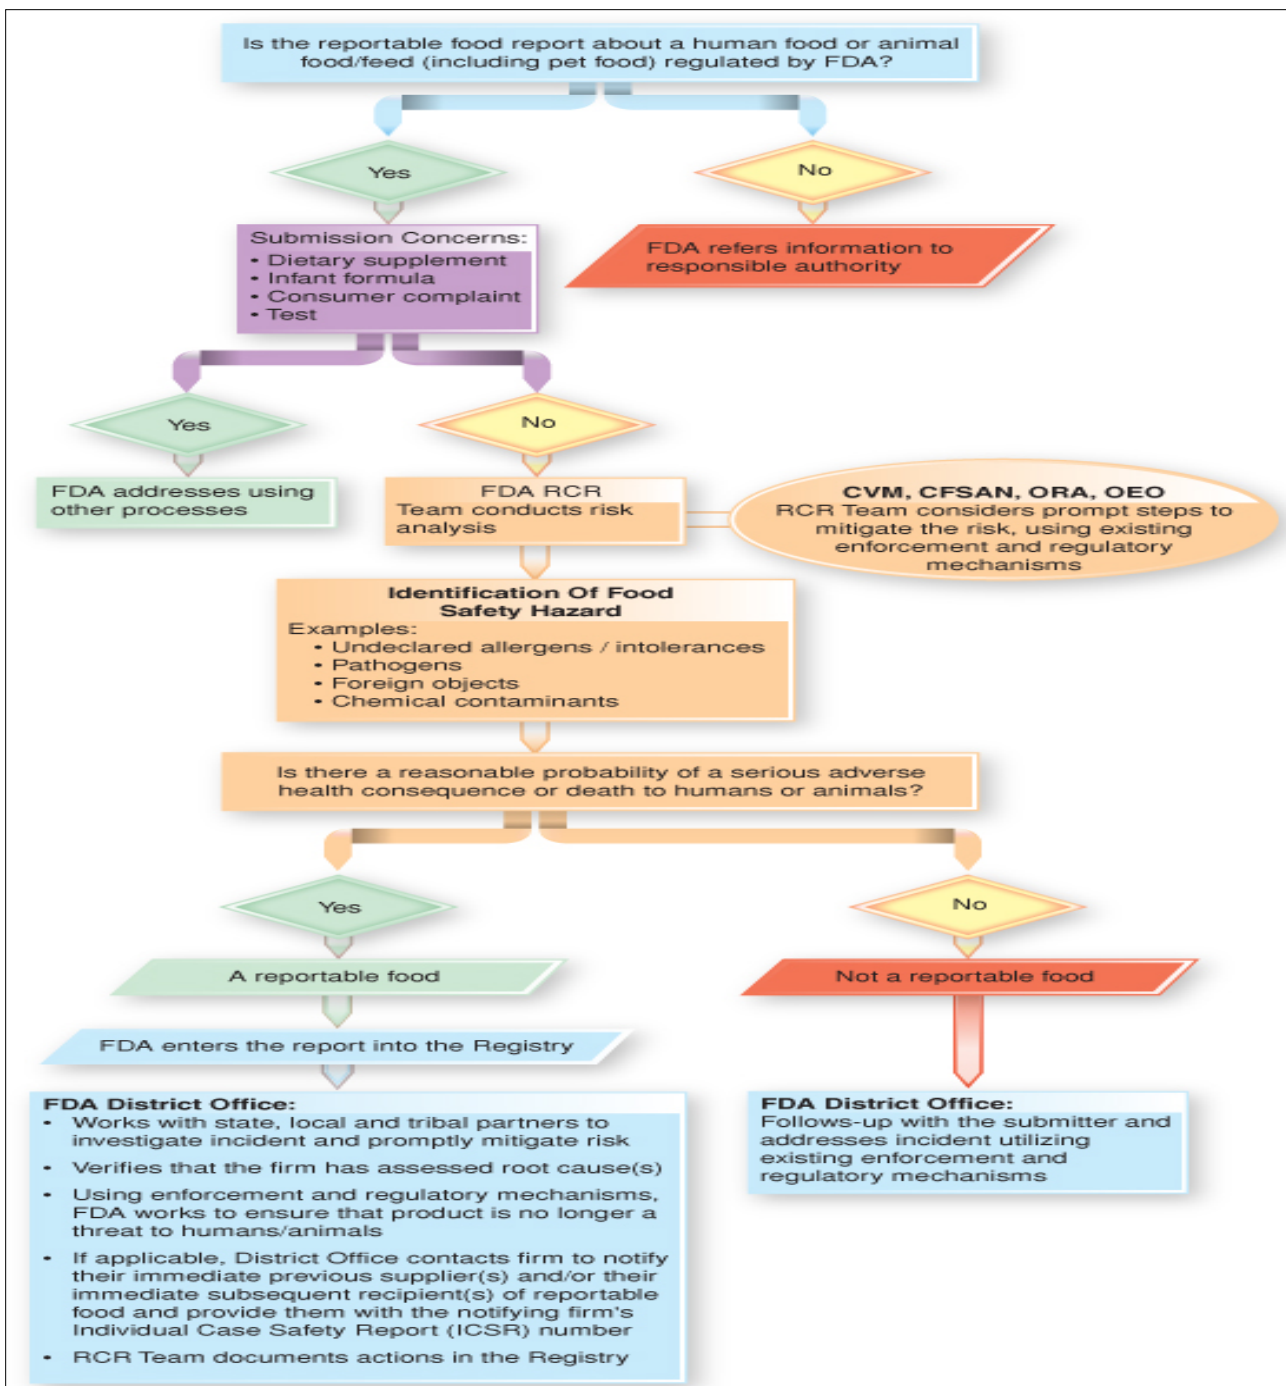 Is the reportable food report about a human food or animal
food/feed (including pet food) regulated by FDA?
Yes
No
Submission Concerns:
• Dietary supplement
• Infant formula
• Consumer complaint
• Test
FDA refers information to
responsible authority
Yes
No
FDA addresses using
other processes
FDA RCR
Team conducts risk
analysis
CVM, CFSAN, ORA, OEO
RCR Team considers prompt steps to
mitigate the risk, using existing
enforcement and regulatory
mechanisms
Identification Of Food
Safety Hazard
Examples:
• Undeclared allergens / intolerances
• Pathogens
• Foreign objects
• Chemical contaminants
Is there a reasonable probability of a serious adverse
health consequence or death to humans or animals?
Yes
No
A reportable food
Not a reportable food
FDA enters the report into the Registry
FDA District Office:
• Works with state, local and tribal partners to
investigate incident and promptly mitigate risk
• Verifies that the firm has assessed root cause(s)
• Using enforcement and regulatory mechanisms,
FDA works to ensure that product is no longer a
threat to humans/animals
• If applicable, District Office contacts firm to notify
their immediate previous supplier(s) and/or their
immediate subsequent recipient(s) of reportable
food and provide them with the notifying firm's
Individual Case Safety Report (ICSR) number
• RCR Team documents actions in the Registry
FDA District Office:
Follows-up with the submitter and
addresses incident utilizing
existing enforcement and
regulatory mechanisms